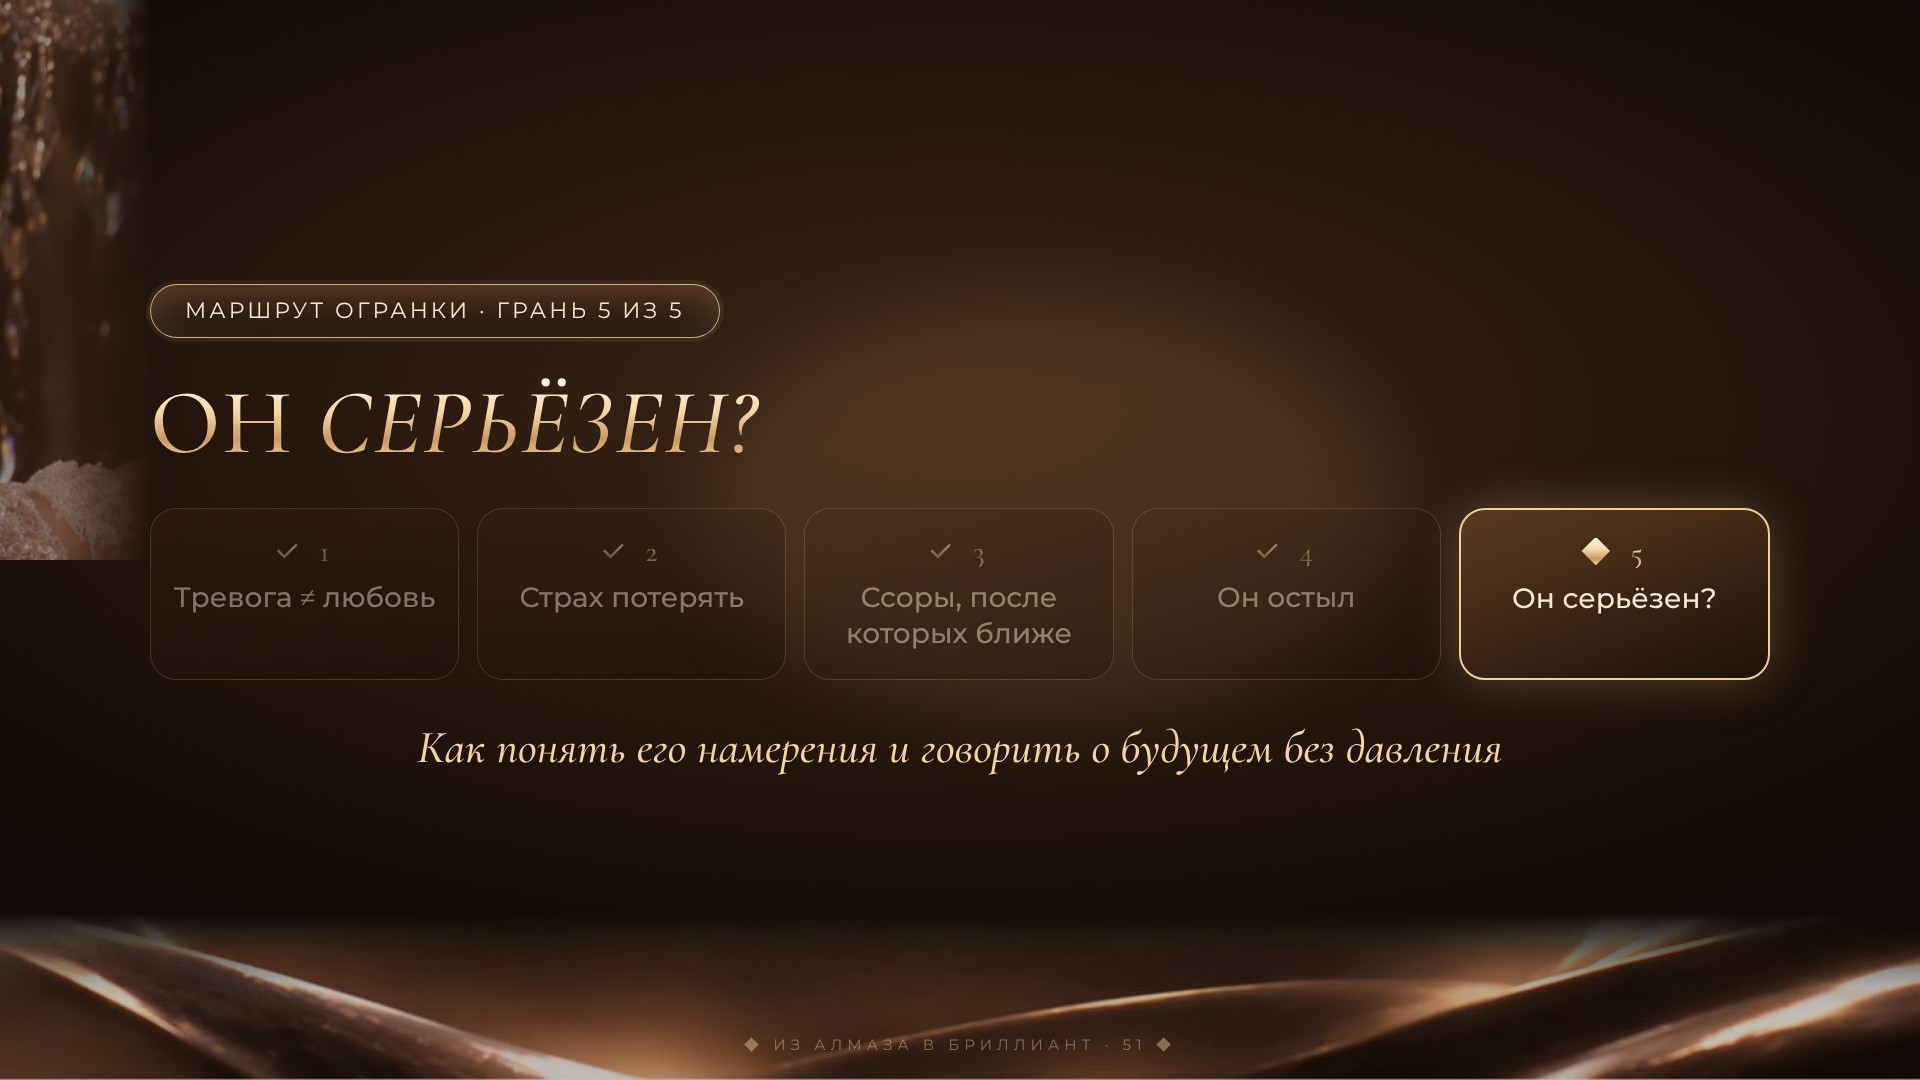 МАРШРУТ ОГРАНКИ · ГРАНЬ 5 ИЗ 5
ОН СЕРЬЁЗЕН?
✓ 1
Тревога ≠ любовь
✓ 2
Страх потерять
✓ 3
Ссоры, после
которых ближе
✓ 4
Он остыл
◆ 5
Он серьёзен?
Как понять его намерения и говорить о будущем без давления
◆ ИЗ АЛМАЗА В БРИЛЛИАНТ · 51 ◆